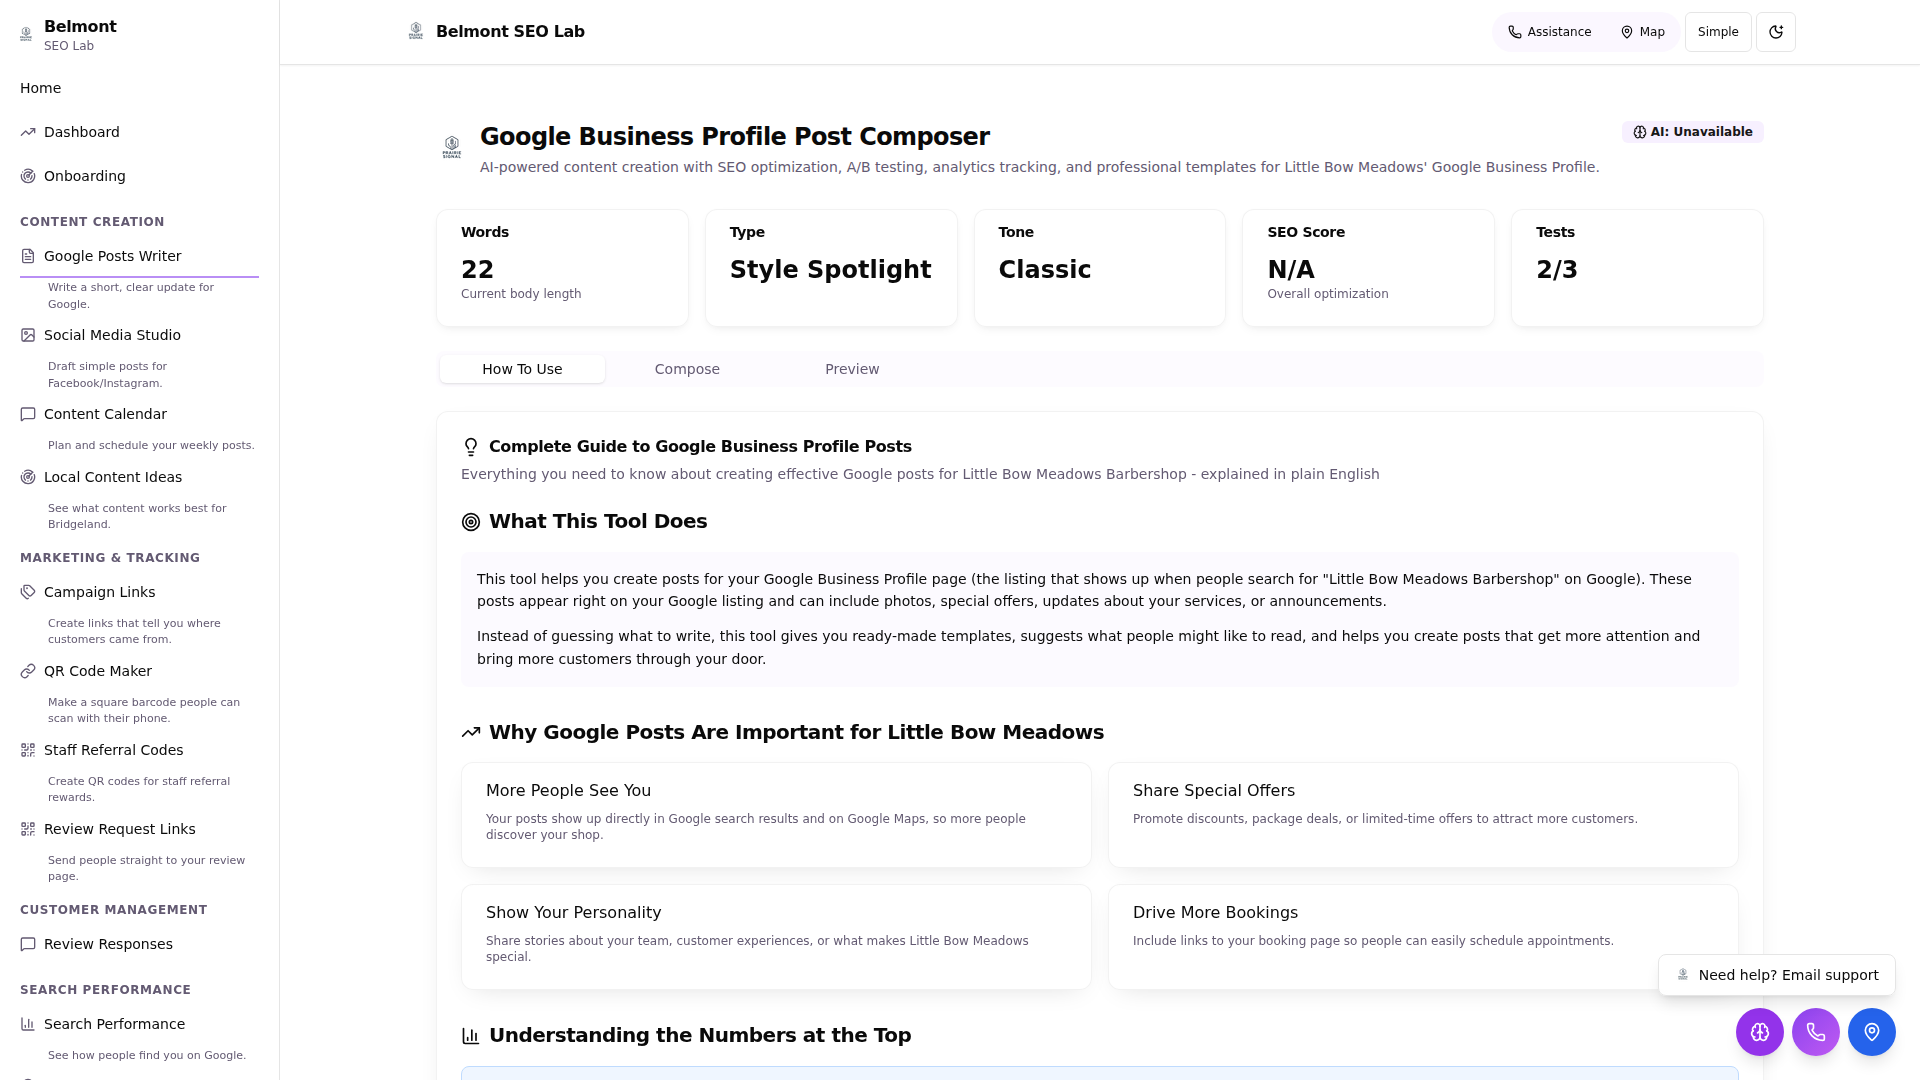 Belmont
SEO Lab
Home
Dashboard
Onboarding
CONTENT CREATION
Google Posts Writer
Write a short, clear update for
Google.
Social Media Studio
Draft simple posts for
Facebook/Instagram.
Content Calendar
Plan and schedule your weekly posts.
Local Content Ideas
See what content works best for
Bridgeland.
MARKETING & TRACKING
Campaign Links
Create links that tell you where
customers came from.
QR Code Maker
Make a square barcode people can
scan with their phone.
Staff Referral Codes
Create QR codes for staff referral
rewards.
Review Request Links
Send people straight to your review
page.
CUSTOMER MANAGEMENT
Review Responses
SEARCH PERFORMANCE
Search Performance
See how people find you on Google.
Belmont SEO Lab
Assistance
Map
Simple
PRAIRIE
SIGNAL
Google Business Profile Post Composer
AI: Unavailable
AI-powered content creation with SEO optimization, A/B testing, analytics tracking, and professional templates for Little Bow Meadows' Google Business Profile.
Words
22
Current body length
Type
Style Spotlight
Tone
Classic
SEO Score
N/A
Overall optimization
Tests
2/3
How To Use
Compose
Preview
Complete Guide to Google Business Profile Posts
Everything you need to know about creating effective Google posts for Little Bow Meadows Barbershop - explained in plain English
What This Tool Does
This tool helps you create posts for your Google Business Profile page (the listing that shows up when people search for "Little Bow Meadows Barbershop" on Google). These
posts appear right on your Google listing and can include photos, special offers, updates about your services, or announcements.
Instead of guessing what to write, this tool gives you ready-made templates, suggests what people might like to read, and helps you create posts that get more attention and
bring more customers through your door.
Why Google Posts Are Important for Little Bow Meadows
More People See You
Your posts show up directly in Google search results and on Google Maps, so more people
discover your shop.
Share Special Offers
Promote discounts, package deals, or limited-time offers to attract more customers.
Show Your Personality
Share stories about your team, customer experiences, or what makes Little Bow Meadows
special.
Drive More Bookings
Include links to your booking page so people can easily schedule appointments.
Need help? Email support
Understanding the Numbers at the Top